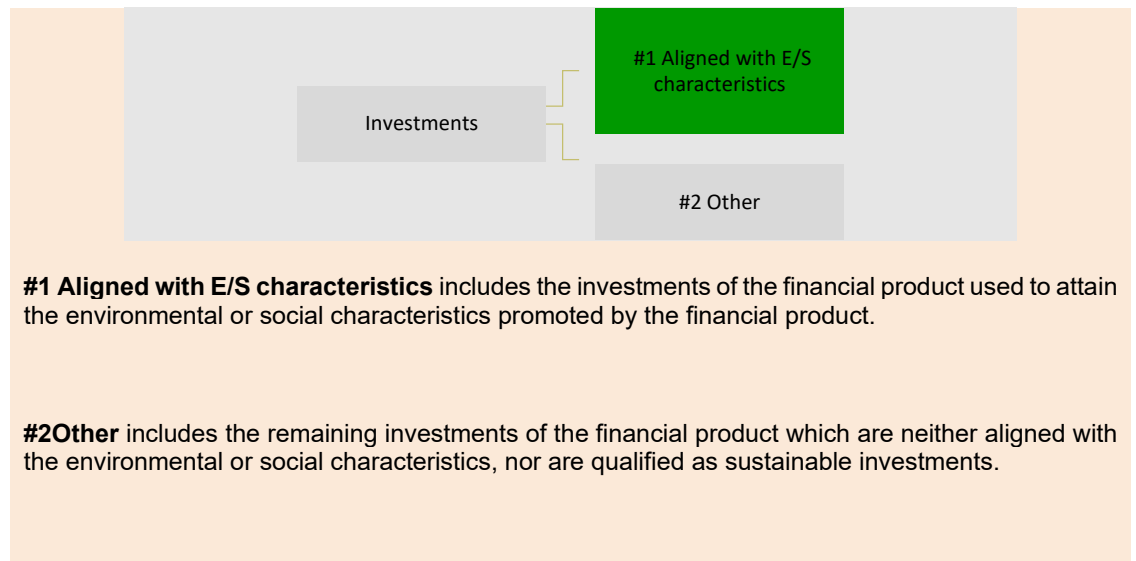 #1 Aligned with E/S
characteristics
Investments
#2 Other
#1 Aligned with E/S characteristics includes the investments of the financial product used to attain
the environmental or social characteristics promoted by the financial product.
#2Other includes the remaining investments of the financial product which are neither aligned with
the environmental or social characteristics, nor are qualified as sustainable investments.